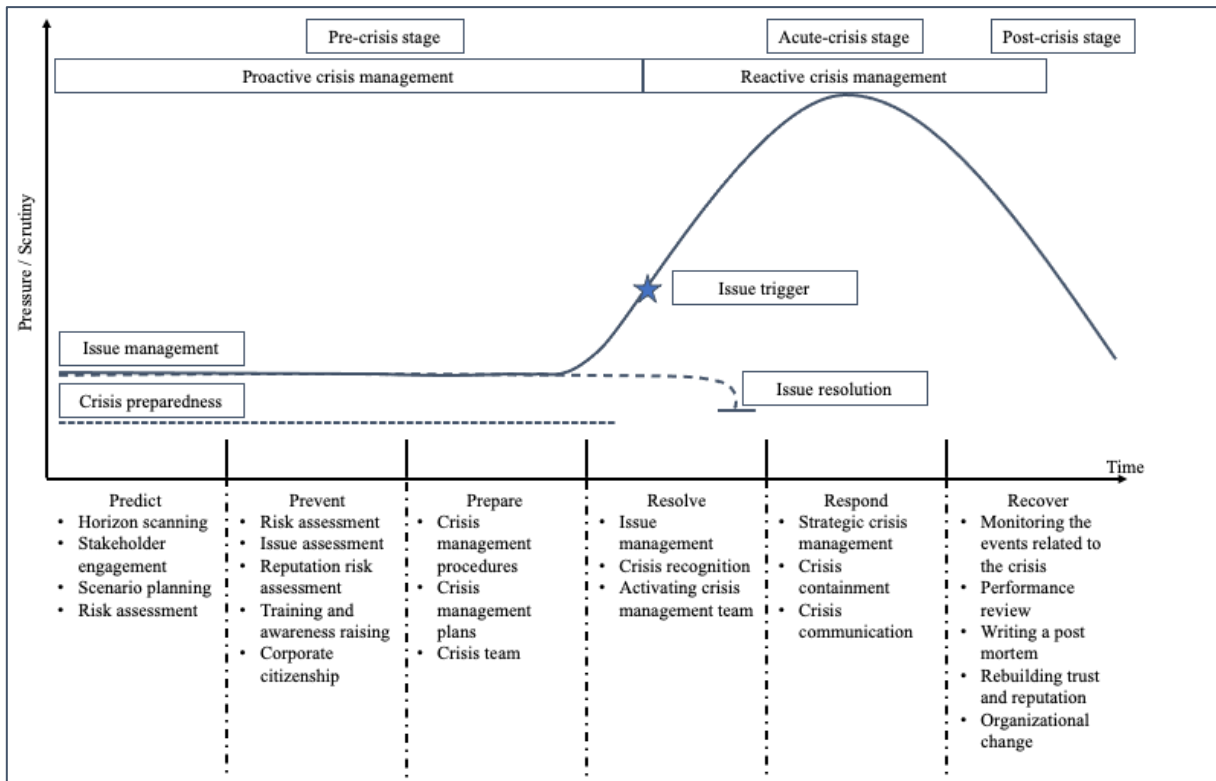 Pre-crisis stage
Acute-crisis stage
Post-crisis stage
Proactive crisis management
Reactive crisis management
Pressure / Scrutiny
Issue trigger
Issue management
Issue resolution
Crisis preparedness
Time
Predict
• Horizon scanning
• Stakeholder
engagement
• Scenario planning
• Risk assessment
Prevent
• Risk assessment
• Issue assessment
• Reputation risk
assessment
• Training and
awareness raising
• Corporate
citizenship
Prepare
• Crisis
management
procedures
• Crisis
management
plans
• Crisis team
Resolve
• Issue
management
• Crisis recognition
• Activating crisis
management team
Respond
• Strategic crisis
management
• Crisis
containment
• Crisis
communication
Recover
• Monitoring the
events related to
the crisis
• Performance
review
• Writing a post
mortem
• Rebuilding trust
and reputation
• Organizational
change